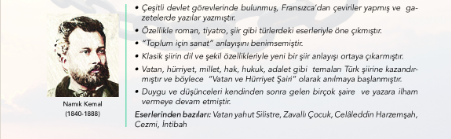 • Çeşitli devlet görevlerinde bulunmuş, Fransızca'dan çeviriler yapmış ve ga-
zetelerde yazılar yazmıştır.
• Özellikle roman, tiyatro, şiir gibi türlerdeki eserleriyle öne çıkmıştır.
• "Toplum için sanat" anlayışını benimsemiştir.
• Klasik şiirin dil ve şekil özellikleriyle yeni bir şiir anlayışı ortaya çıkarmıştır.
• Vatan, hürriyet, millet, hak, hukuk, adalet gibi temaları Türk şiirine kazandır-
mıştır ve böylece "Vatan ve Hürriyet Şairi" olarak anılmaya başlanmıştır.
• Duygu ve düşünceleri kendinden sonra gelen birçok şaire ve yazara ilham
vermeye devam etmiştir.
Eserlerinden bazıları: Vatan yahut Silistre, Zavallı Çocuk, Celâleddin Harzemşah,
Cezmi, İntibah
Namık Kemal
(1840-1888)